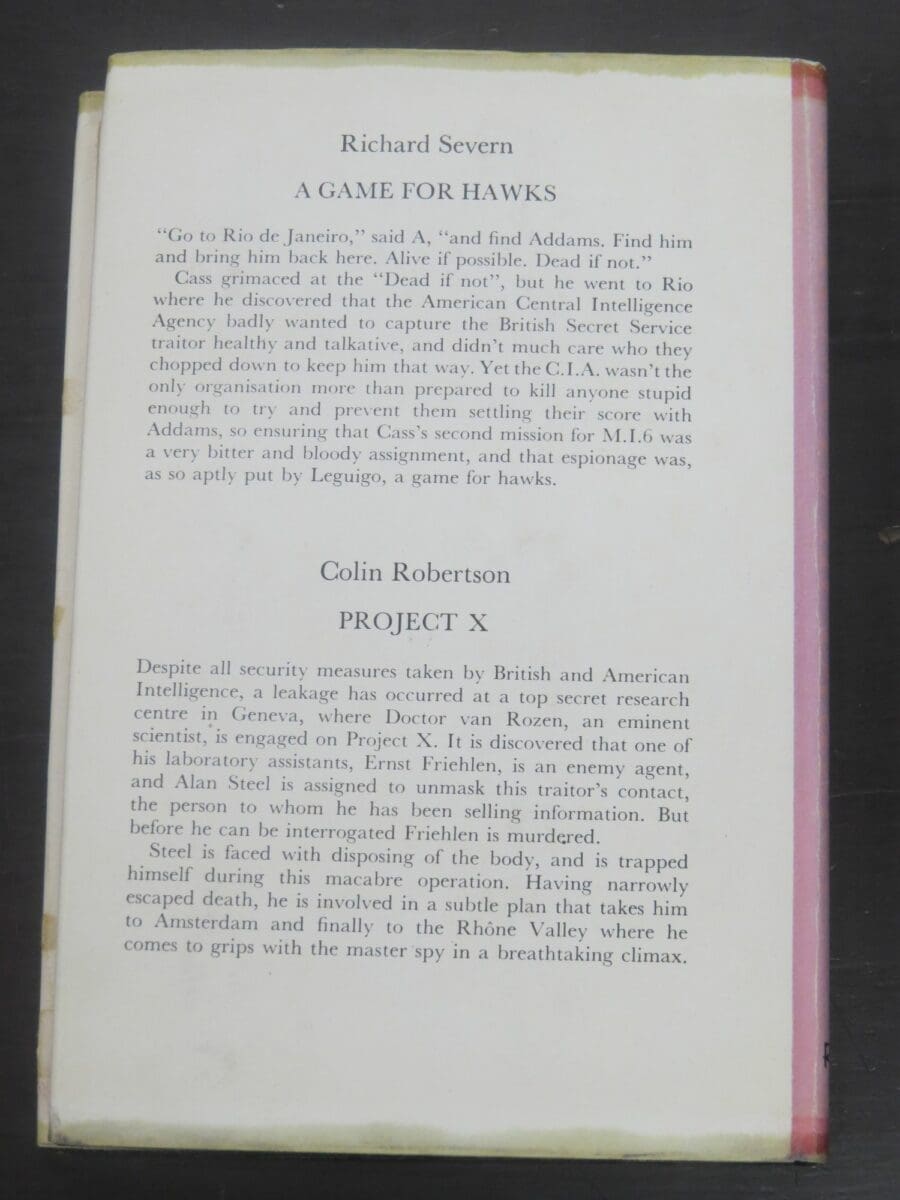 Richard Severn
A GAME FOR HAWKS
“Go to Rio de Janeiro,” said A, “and find Addams. Find him
and bring him back here. Alive if possible. Dead if not.”
Cass grimaced at the “Dead if not”, but he went to Rio
where he discovered that the American Central Intelligence
Agency badly wanted to capture the British Secret Service
traitor healthy and talkative, and didn’t much care who they
chopped down to keep him that way. Yet the C.I.A. wasn’t the
only organisation more than prepared to kill anyone stupid
enough to try and prevent them settling their score with
Addams, so ensuring that Cass’s second mission for M.I.6 was
a very bitter and bloody assignment, and that espionage was,
as so aptly put by Leguigo, a game for hawks.
Colin Robertson
PROJECT X
Despite all security measures taken by British and American
Intelligence, a leakage has occurred at a top secret research
centre in Geneva, where Doctor van Rozen, an eminent
scientist, is engaged on Project X. It is discovered that one of
his laboratory assistants, Ernst Friehlen, is an enemy agent,
and Alan Steel is assigned to unmask this traitor’s contact,
the person to whom he has been selling information. But
before he can be interrogated Friehlen is murdered.
Steel is faced with disposing of the body, and is trapped
himself during this macabre operation. Having narrowly
escaped death, he is involved in a subtle plan that takes him
to Amsterdam and finally to the Rhône Valley where he
comes to grips with the master spy in a breathtaking climax.